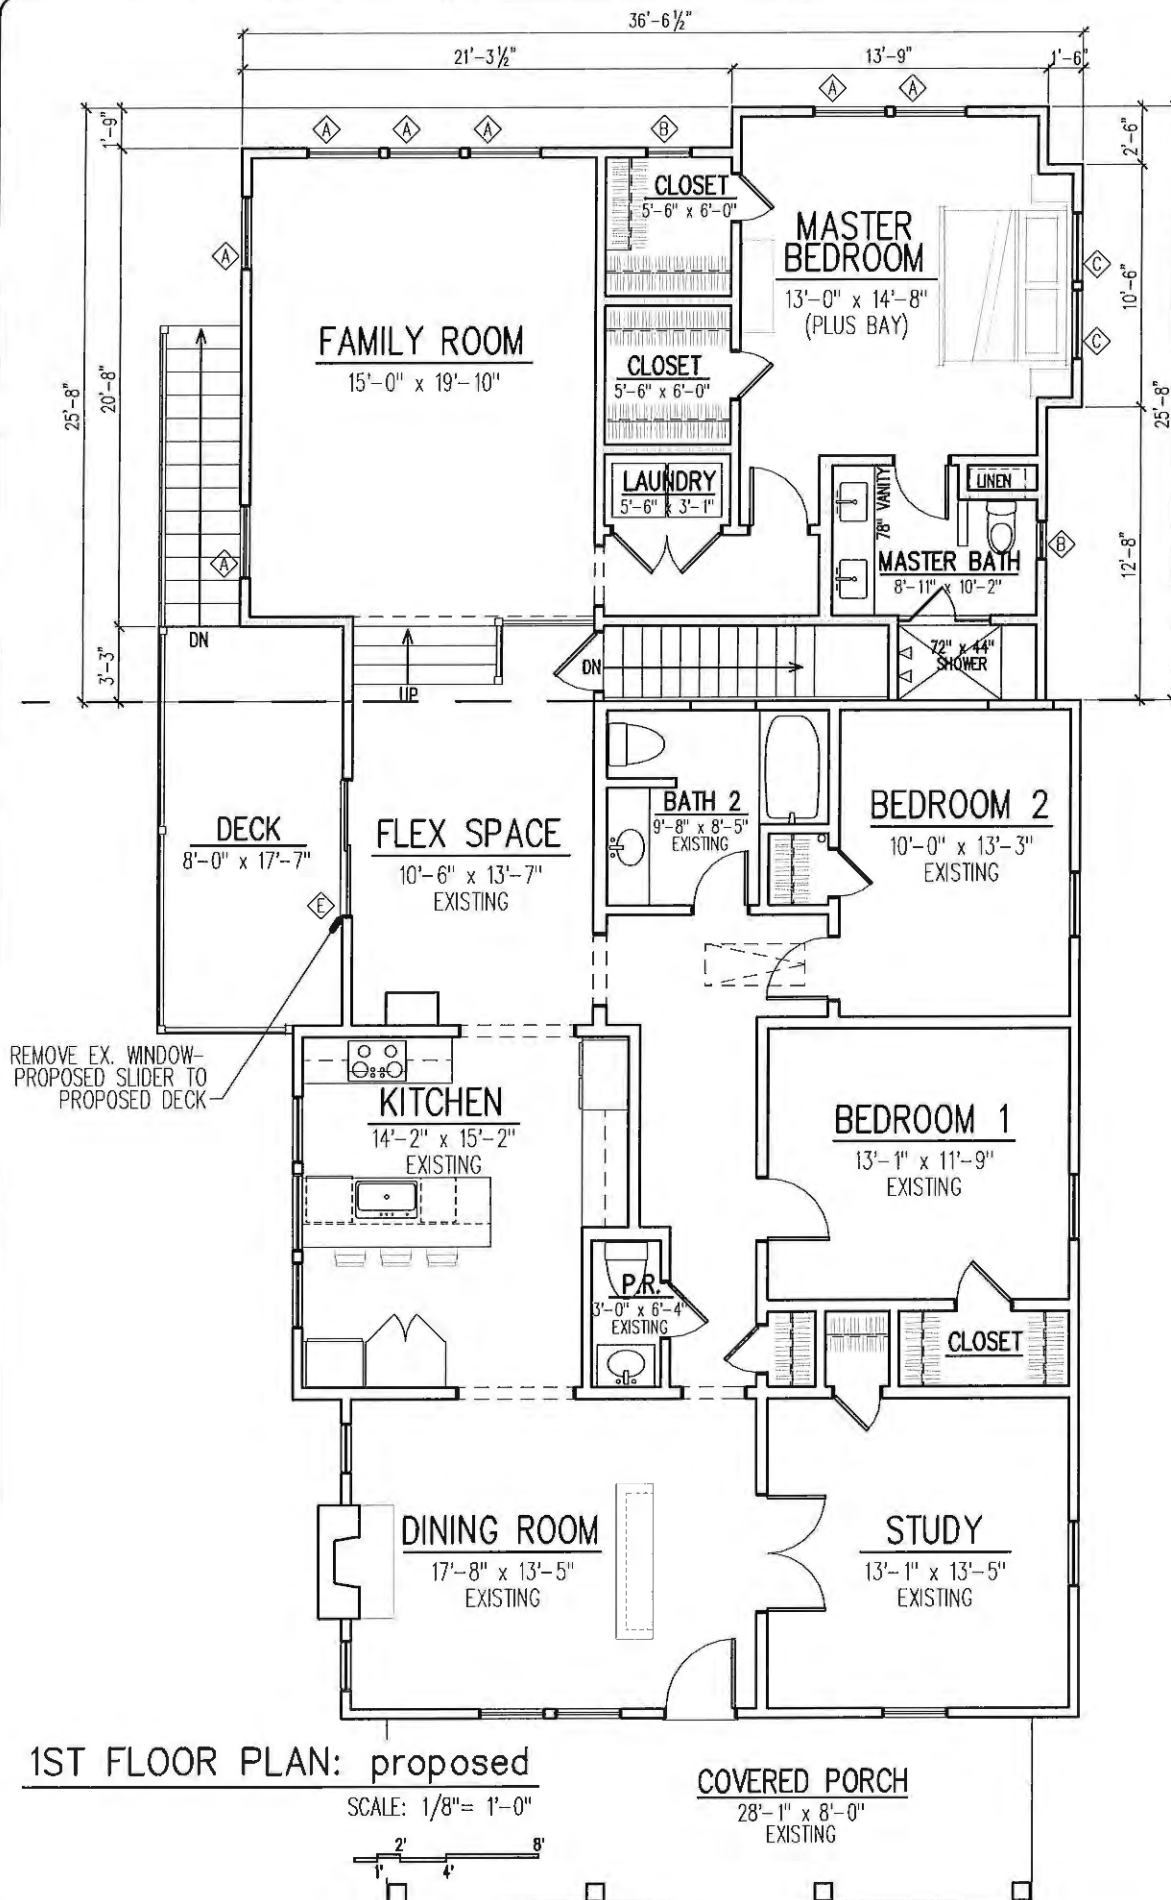 36'-6½"
21'-3½"
13'-9"
1'-6"
A
A
1'-9"
A
A
A
B
2'-6"
CLOSET
5'-6" x 6'-0"
MASTER
BEDROOM
13'-0" x 14'-8"
(PLUS BAY)
A
C
10'-6"
C
FAMILY ROOM
15'-0" x 19'-10"
CLOSET
5'-6" x 6'-0"
25'-8"
20'-8"
25'-8"
LAUNDRY
5'-6" x 3'-1"
78" VANITY
LINEN
A
B
MASTER BATH
8'-11" x 10'-2"
12'-8"
DN
3'-3"
UP
DN
72" x 44"
SHOWER
DECK
8'-0" x 17'-7"
FLEX SPACE
10'-6" x 13'-7"
EXISTING
BATH 2
9'-8" x 8'-5"
EXISTING
BEDROOM 2
10'-0" x 13'-3"
EXISTING
E
REMOVE EX. WINDOW-
PROPOSED SLIDER TO
PROPOSED DECK
KITCHEN
14'-2" x 15'-2"
EXISTING
BEDROOM 1
13'-1" x 11'-9"
EXISTING
P.R.
3'-0" x 6'-4"
EXISTING
CLOSET
DINING ROOM
17'-8" x 13'-5"
EXISTING
STUDY
13'-1" x 13'-5"
EXISTING
1ST FLOOR PLAN: proposed
SCALE: 1/8"= 1'-0"
COVERED PORCH
28'-1" x 8'-0"
EXISTING
2'
8'
1'
4'